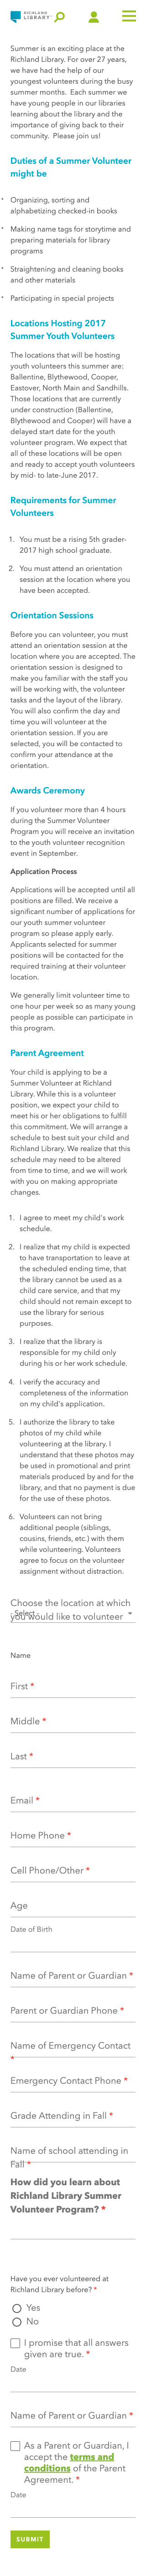 RICHLAND
LIBRARY
Summer is an exciting place at the
Richland Library. For over 27 years,
we have had the help of our
youngest volunteers during the busy
summer months.  Each summer we
have young people in our libraries
learning about the library and the
importance of giving back to their
community.  Please join us!
Duties of a Summer Volunteer
might be
• Organizing, sorting and
alphabetizing checked-in books
• Making name tags for storytime and
preparing materials for library
programs
• Straightening and cleaning books
and other materials
• Participating in special projects
Locations Hosting 2017
Summer Youth Volunteers
The locations that will be hosting
youth volunteers this summer are:
Ballentine, Blythewood, Cooper,
Eastover, North Main and Sandhills.
Those locations that are currently
under construction (Ballentine,
Blythewood and Cooper) will have a
delayed start date for the youth
volunteer program. We expect that
all of these locations will be open
and ready to accept youth volunteers
by mid- to late-June 2017.
Requirements for Summer
Volunteers
1. You must be a rising 5th grader-
2017 high school graduate.
2. You must attend an orientation
session at the location where you
have been accepted.
Orientation Sessions
Before you can volunteer, you must
attend an orientation session at the
location where you are accepted. The
orientation session is designed to
make you familiar with the staff you
will be working with, the volunteer
tasks and the layout of the library.
You will also confirm the day and
time you will volunteer at the
orientation session. If you are
selected, you will be contacted to
confirm your attendance at the
orientation.
Awards Ceremony
If you volunteer more than 4 hours
during the Summer Volunteer
Program you will receive an invitation
to the youth volunteer recognition
event in September.
Application Process
Applications will be accepted until all
positions are filled. We receive a
significant number of applications for
our youth summer volunteer
program so please apply early.
Applicants selected for summer
positions will be contacted for the
required training at their volunteer
location.
We generally limit volunteer time to
one hour per week so as many young
people as possible can participate in
this program.
Parent Agreement
Your child is applying to be a
Summer Volunteer at Richland
Library. While this is a volunteer
position, we expect your child to
meet his or her obligations to fulfill
this commitment. We will arrange a
schedule to best suit your child and
Richland Library. We realize that this
schedule may need to be altered
from time to time, and we will work
with you on making appropriate
changes.
1. I agree to meet my child's work
schedule.
2. I realize that my child is expected
to have transportation to leave at
the scheduled ending time, that
the library cannot be used as a
child care service, and that my
child should not remain except to
use the library for serious
purposes.
3. I realize that the library is
responsible for my child only
during his or her work schedule.
4. I verify the accuracy and
completeness of the information
on my child's application.
5. I authorize the library to take
photos of my child while
volunteering at the library. I
understand that these photos may
be used in promotional and print
materials produced by and for the
library, and that no payment is due
for the use of these photos.
6. Volunteers can not bring
additional people (siblings,
cousins, friends, etc.) with them
while volunteering. Volunteers
agree to focus on the volunteer
assignment without distraction.
Choose the location at which
- Select -
you would like to volunteer
Name
First *
Middle *
Last *
Email *
Home Phone *
Cell Phone/Other *
Age
Date of Birth
Name of Parent or Guardian *
Parent or Guardian Phone *
Name of Emergency Contact
*
Emergency Contact Phone *
Grade Attending in Fall *
Name of school attending in
Fall *
How did you learn about
Richland Library Summer
Volunteer Program? *
Have you ever volunteered at
Richland Library before? *
Yes
No
I promise that all answers
given are true. *
Date
Name of Parent or Guardian *
As a Parent or Guardian, I
accept the terms and
conditions of the Parent
Agreement. *
Date
SUBMIT